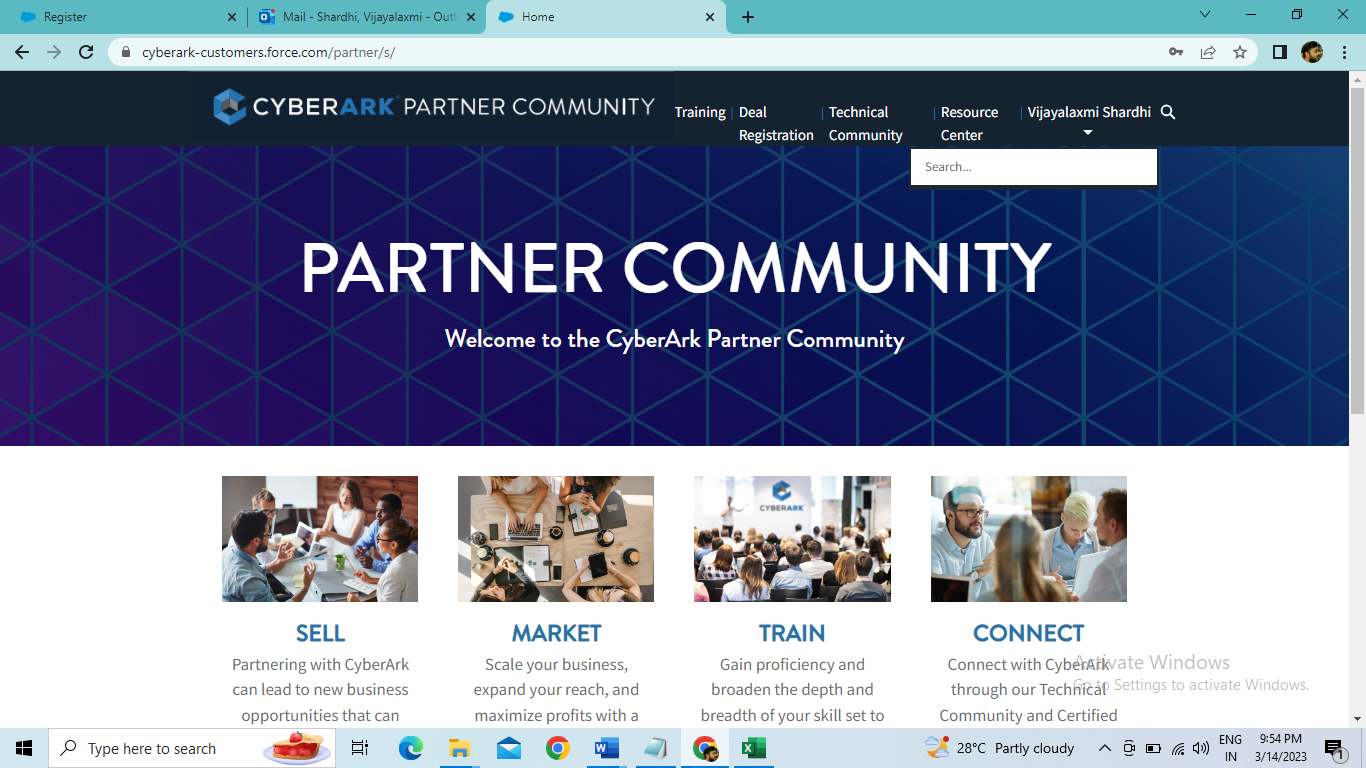 Register
Mail - Shardhi, Vijayalaxmi - Outl
Home
cyberark-customers.force.com/partner/s/
CYBERARK® PARTNER COMMUNITY
Training | Deal Registration | Technical Community | Resource Center | Vijayalaxmi Shardhi
Search...
PARTNER COMMUNITY
Welcome to the CyberArk Partner Community
CYBERARK
SELL
Partnering with CyberArk
can lead to new business
opportunities that can
MARKET
Scale your business,
expand your reach, and
maximize profits with a
TRAIN
Gain proficiency and
broaden the depth and
breadth of your skill set to
CONNECT
Connect with CyberArk
through our Technical
Community and Certified
Activate Windows
Go to Settings to activate Windows.
Type here to search
28°C Partly cloudy
ENG
IN
9:54 PM
3/14/2023
1